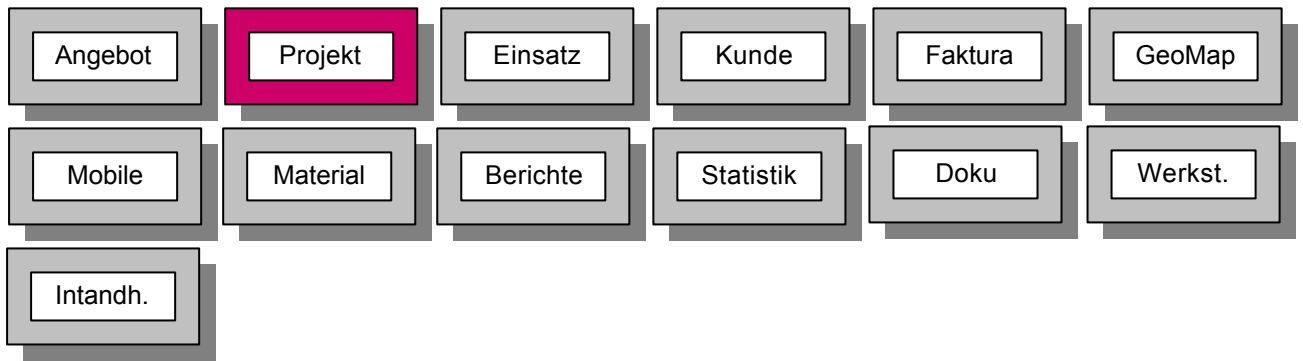 Angebot Projekt Einsatz Kunde Faktura GeoMap
Mobile Material Berichte Statistik Doku Werkst.
Intandh.